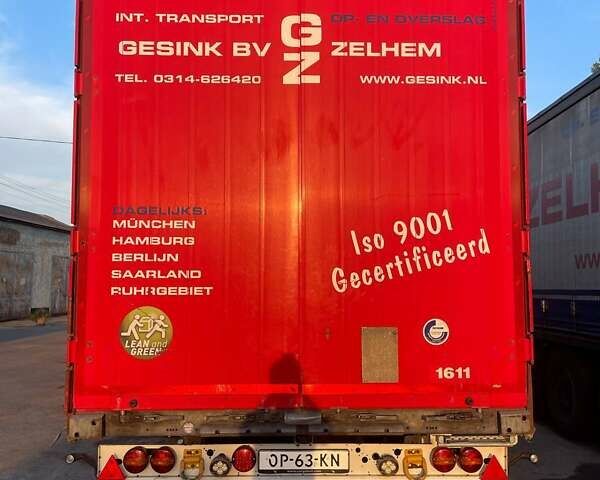 INT. TRANSPORT OP- EN OVERSLAG
GESINK BV GZ ZELHEM
TEL. 0314-626420 WWW.GESINK.NL
DAGELIJKS:
MÜNCHEN
HAMBURG
BERLIJN
SAARLAND
RUHRGEBIET
Iso 9001
Gecertificeerd
LEAN and
GREEN
1611
OP-63-KN
ZELH